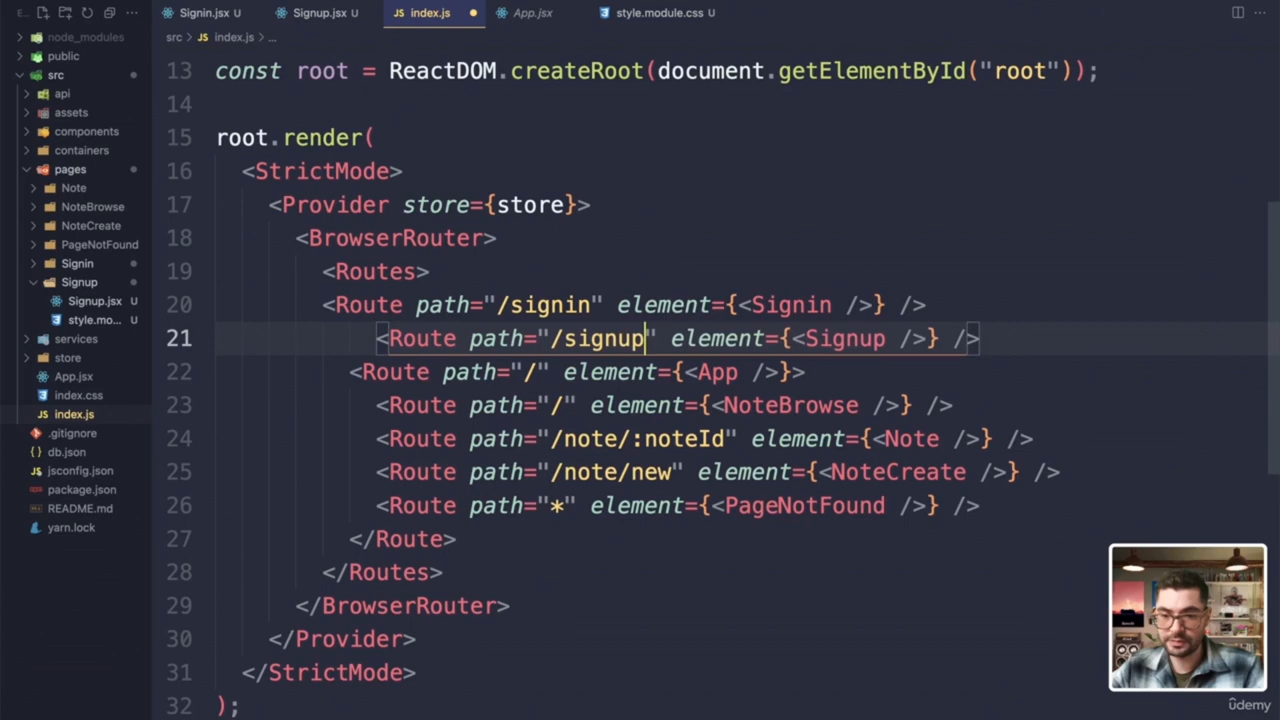 E...
Signin.jsx U
Signup.jsx U
JS index.js
App.jsx
style.module.css U
src > JS index.js > ...
node_modules
public
src
api
assets
components
containers
pages
Note
NoteBrowse
NoteCreate
PageNotFound
Signin
Signup
Signup.jsx U
style.mo... U
services
store
App.jsx
index.css
JS index.js
.gitignore
db.json
jsconfig.json
package.json
README.md
yarn.lock
13 const root = ReactDOM.createRoot(document.getElementById("root"));
14
15 root.render(
16 <StrictMode>
17 <Provider store={store}>
18 <BrowserRouter>
19 <Routes>
20 <Route path="/signin" element={<Signin />} />
21 <Route path="/signup" element={<Signup />} />
22 <Route path="/" element={<App />}>
23 <Route path="/" element={<NoteBrowse />} />
24 <Route path="/note/:noteId" element={<Note />} />
25 <Route path="/note/new" element={<NoteCreate />} />
26 <Route path="*" element={<PageNotFound />} />
27 </Route>
28 </Routes>
29 </BrowserRouter>
30 </Provider>
31 </StrictMode>
32 );
ûdemy